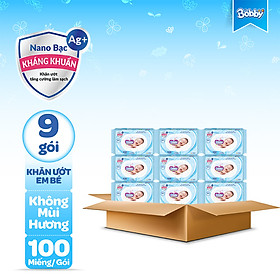 Bobby
Nano Bạc
Ag+
KHÁNG KHUẨN
Khăn ướt
tăng cường làm sạch
9
gói
KHĂN ƯỚT
EM BÉ
Không
Mùi
Hương
100
Miếng/ Gói